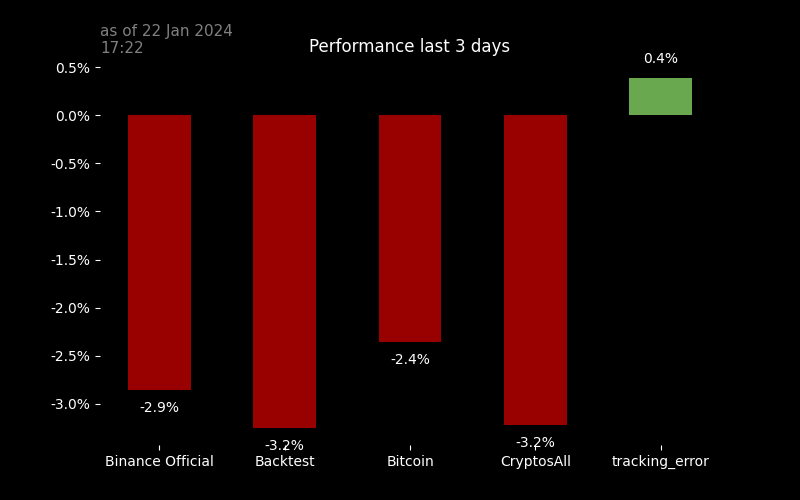 as of 22 Jan 2024
17:22
Performance last 3 days
0.4%
0.5%
0.0%
-0.5%
-1.0%
-1.5%
-2.0%
-2.5%
-3.0%
-2.9%
-3.2%
-2.4%
-3.2%
Binance Official
Backtest
Bitcoin
CryptosAll
tracking_error